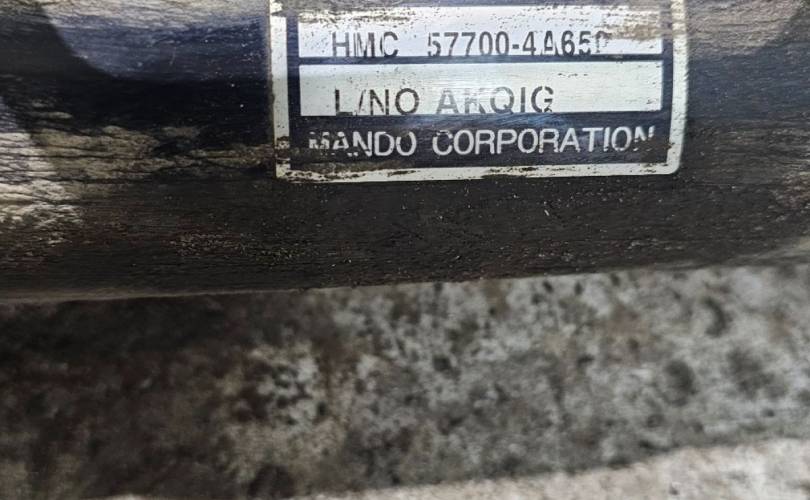 HMC 57700-4A650
L/NO AKQIG
MANDO CORPORATION